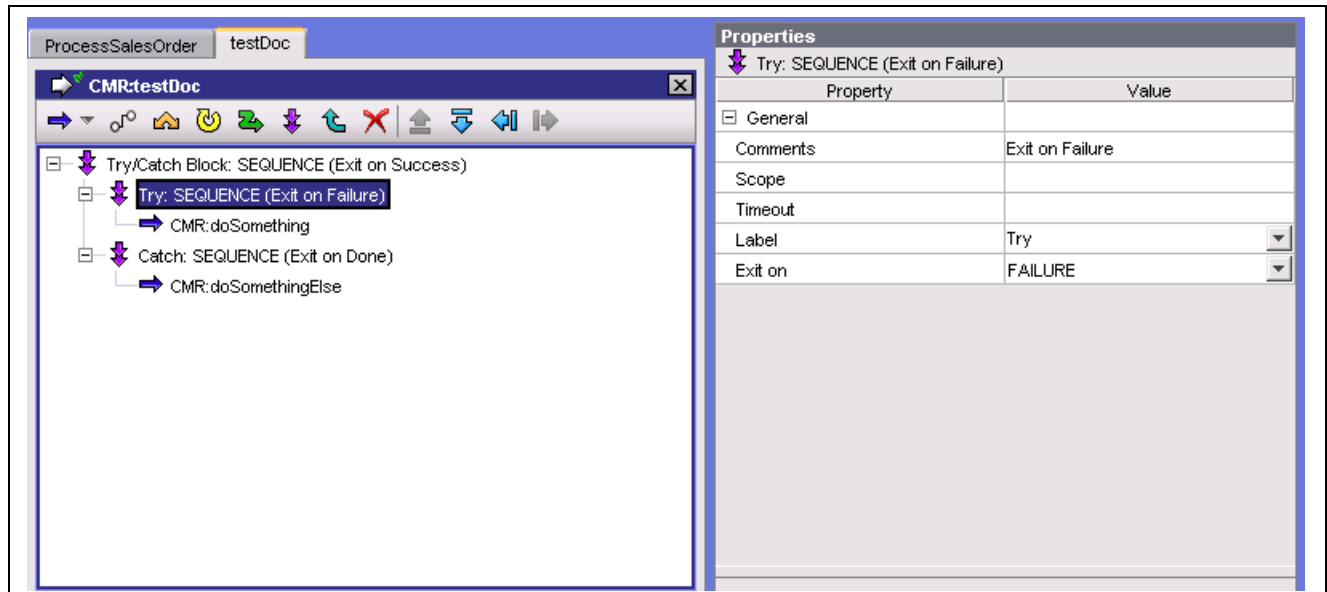 ProcessSalesOrder testDoc
CMR:testDoc
Try/Catch Block: SEQUENCE (Exit on Success)
Try: SEQUENCE (Exit on Failure)
CMR:doSomething
Catch: SEQUENCE (Exit on Done)
CMR:doSomethingElse
Properties
Try: SEQUENCE (Exit on Failure)
Property Value
General
Comments Exit on Failure
Scope
Timeout
Label Try
Exit on FAILURE